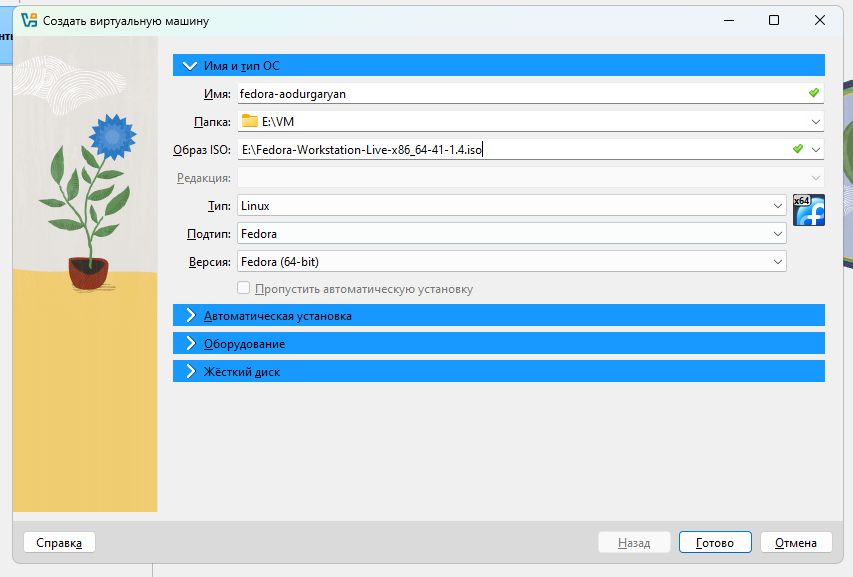 Создать виртуальную машину
Имя и тип ОС
Имя: fedora-aodurgaryan
Папка: E:\VM
Образ ISO: E:\Fedora-Workstation-Live-x86_64-41-1.4.iso
Редакция:
Тип: Linux
x64
Подтип: Fedora
Версия: Fedora (64-bit)
Пропустить автоматическую установку
Автоматическая установка
Оборудование
Жёсткий диск
Справка Назад Готово Отмена